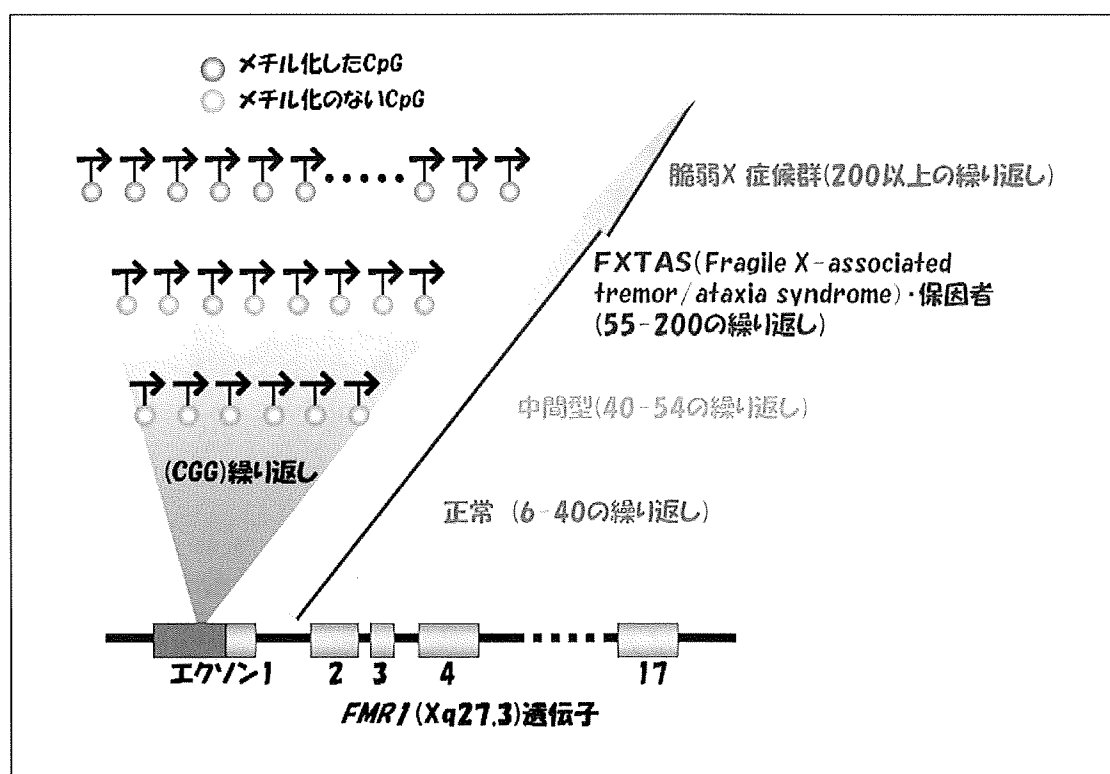 メチル化したCpG
メチル化のないCpG
脆弱X 症候群(200以上の繰り返し)
FXTAS(Fragile X-associated
tremor/ataxia syndrome)・保因者
(55-200の繰り返し)
中間型(40-54の繰り返し)
(CGG)繰り返し
正常 (6-40の繰り返し)
エクソン1 2 3 4 17
FMR1(Xq27.3)遺伝子